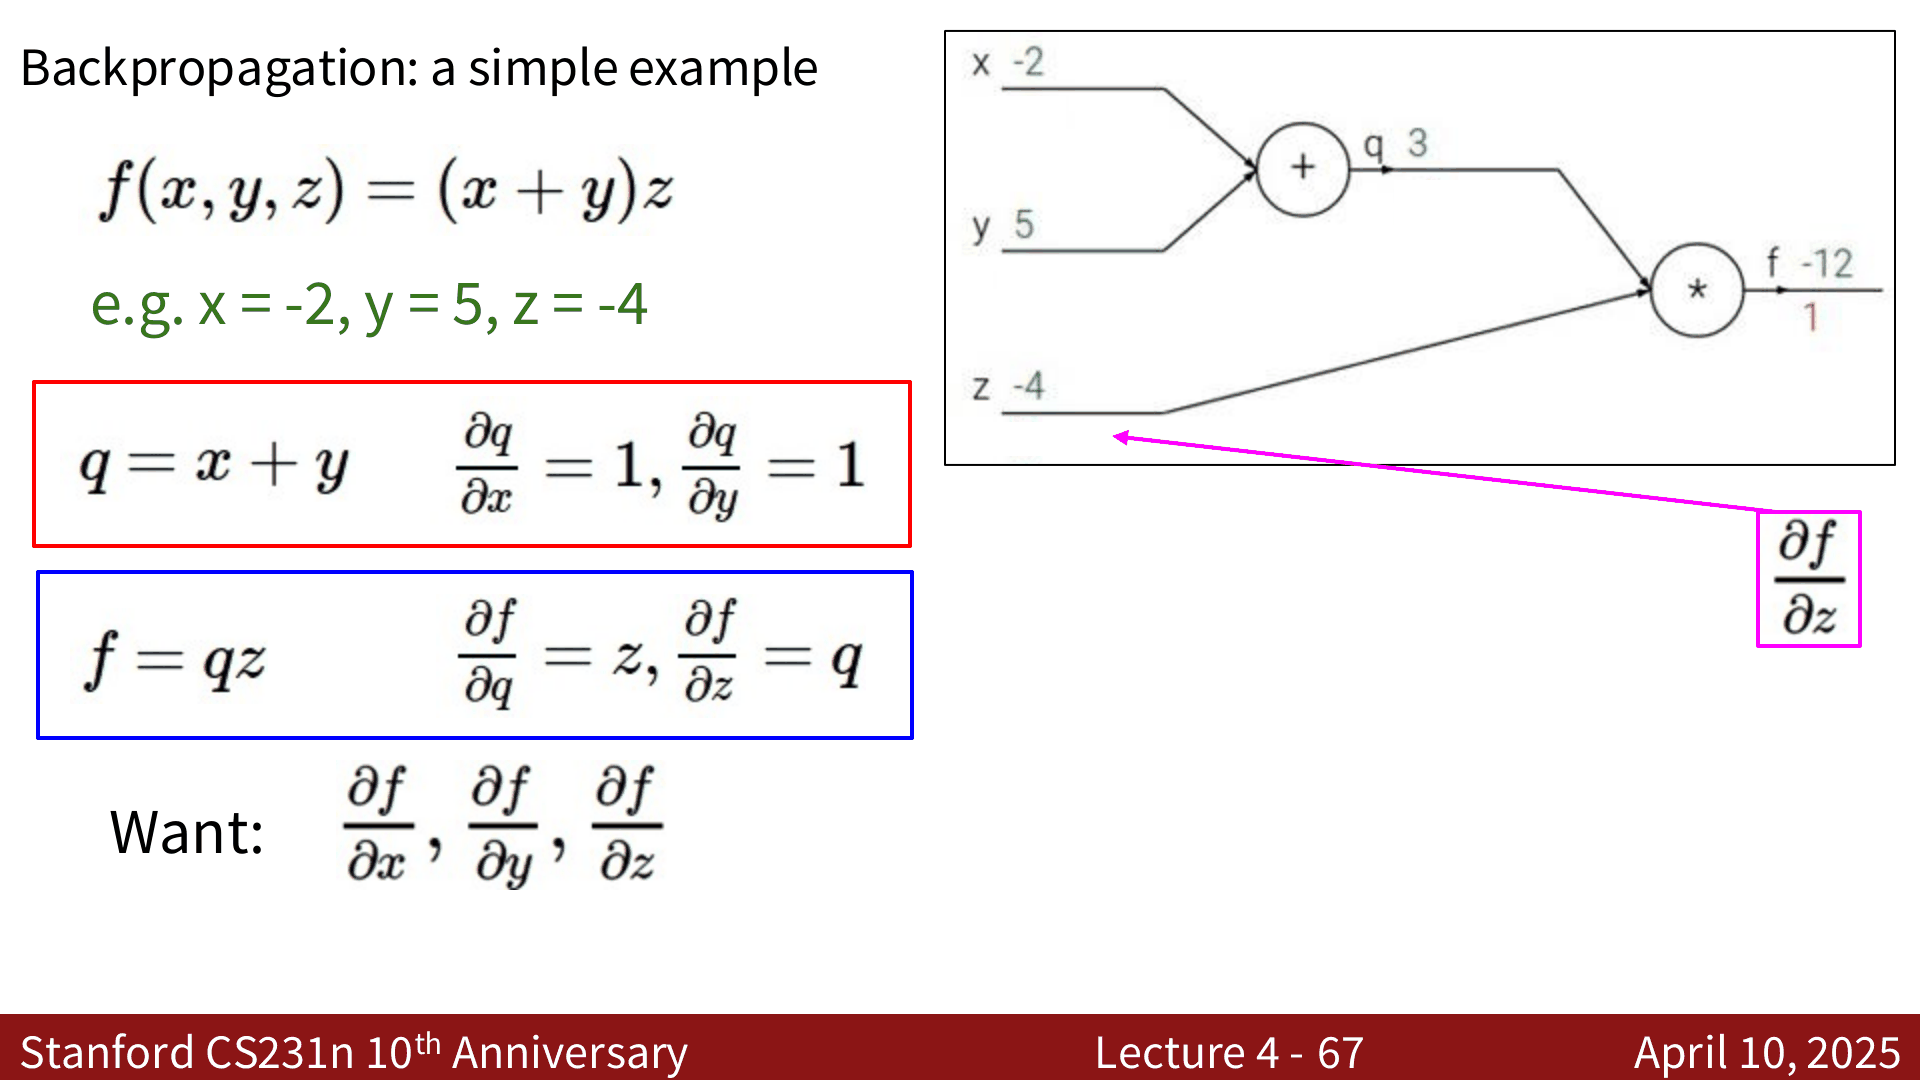 Backpropagation: a simple example
f(x, y, z) = (x + y)z
e.g. x = -2, y = 5, z = -4
q = x + y    ∂q/∂x = 1, ∂q/∂y = 1
f = qz    ∂f/∂q = z, ∂f/∂z = q
Want: ∂f/∂x, ∂f/∂y, ∂f/∂z
x -2
y 5
z -4
+
q 3
*
f -12
1
∂f/∂z
Stanford CS231n 10th Anniversary
Lecture 4 - 67
April 10, 2025